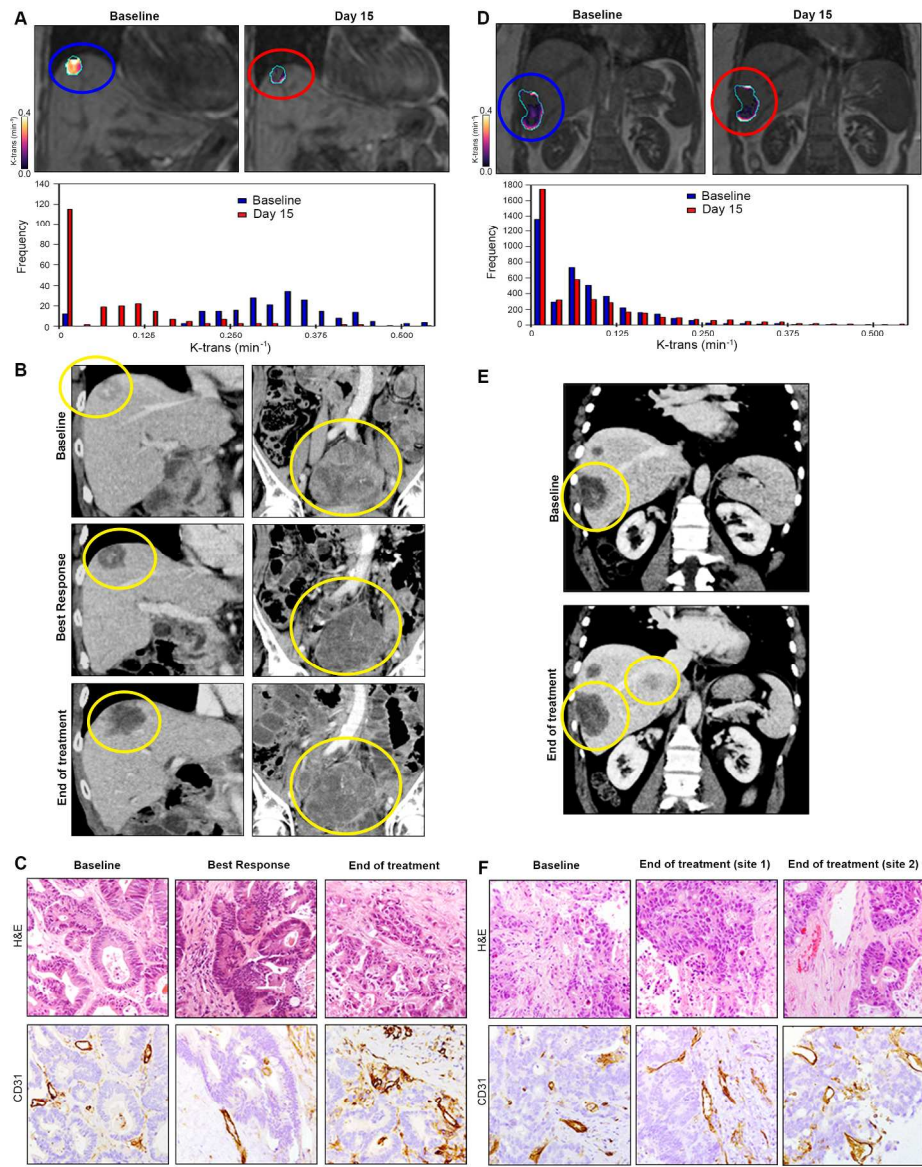 A
Baseline
Day 15
0.4
K-trans (min⁻¹)
0.0
140
120
100
80
60
40
20
0
Frequency
Baseline
Day 15
0
0.125
0.250
0.375
0.600
K-trans (min⁻¹)
B
Baseline
Best Response
End of treatment
C
Baseline
Best Response
End of treatment
H&E
CD31
D
Baseline
Day 15
0.4
K-trans (min⁻¹)
0.0
1800
1600
1400
1200
1000
800
600
400
200
0
Frequency
Baseline
Day 15
0
0.125
0.250
0.375
0.500
K-trans (min⁻¹)
E
Baseline
End of treatment
F
Baseline
End of treatment (site 1)
End of treatment (site 2)
H&E
CD31